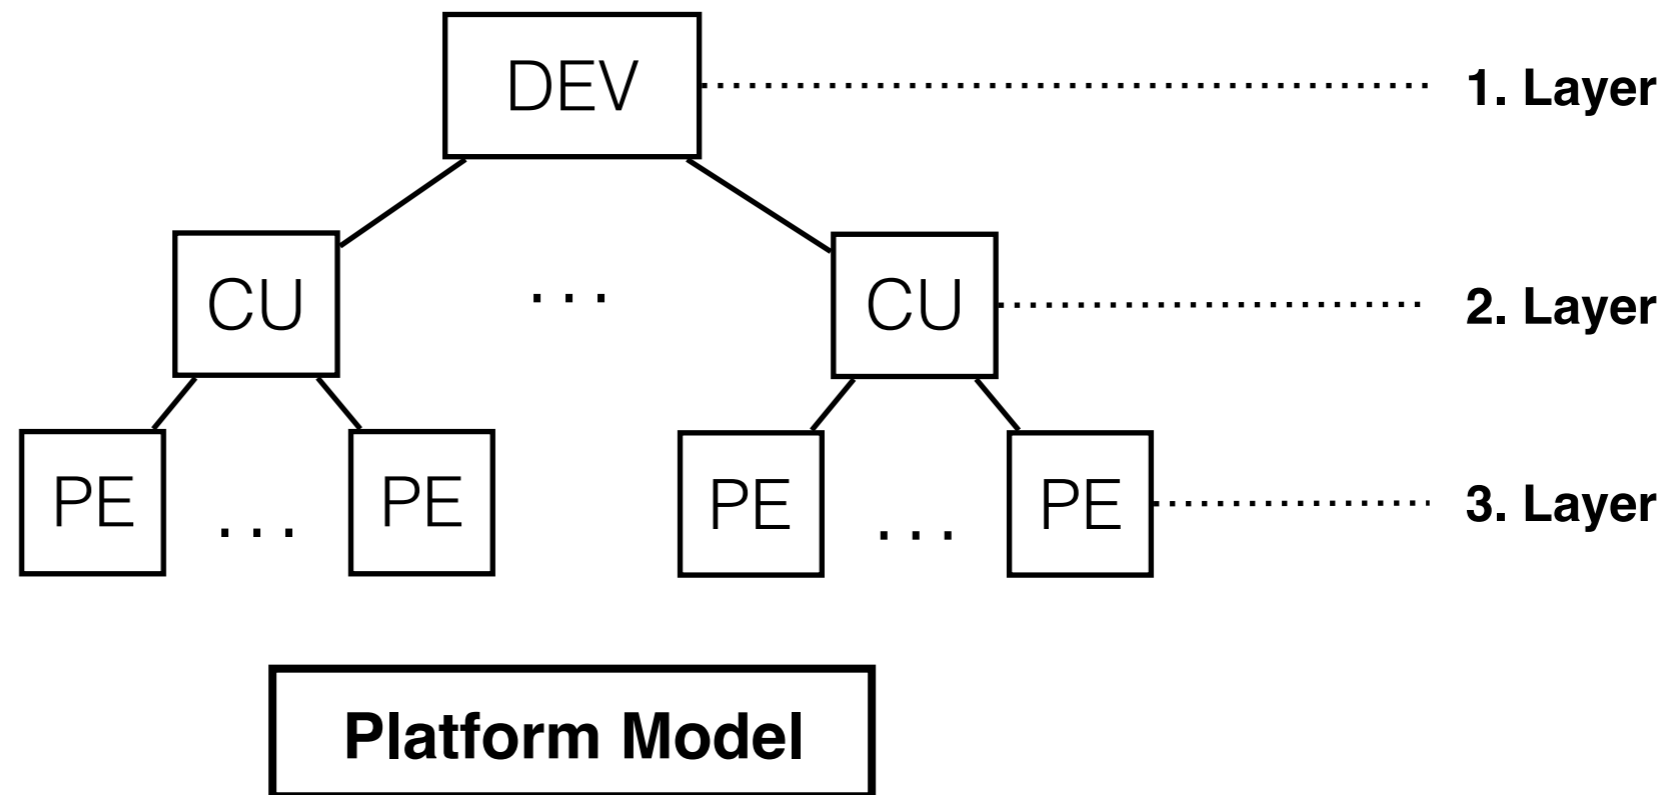 DEV 1. Layer
CU ... CU 2. Layer
PE ... PE PE ... PE 3. Layer
Platform Model